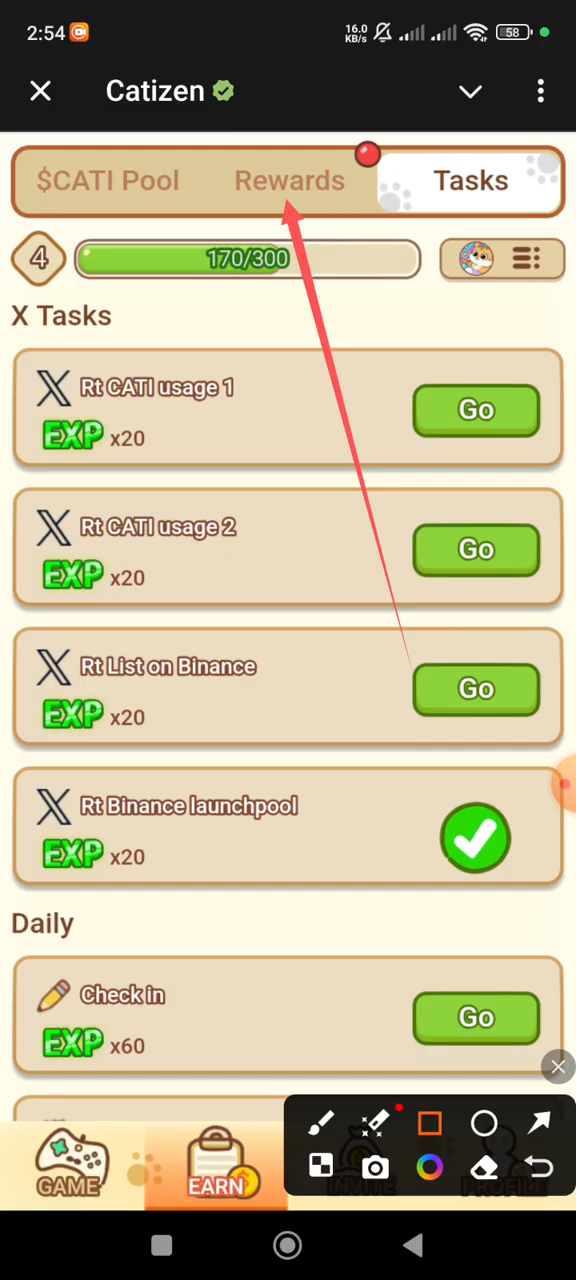 2:54
16.0
KB/s
58
Catizen
$CATI Pool
Rewards
Tasks
4
170/300
X Tasks
Rt CATI usage 1
EXP x20
Go
Rt CATI usage 2
EXP x20
Go
Rt List on Binance
EXP x20
Go
Rt Binance launchpool
EXP x20
Daily
Check in
EXP x60
Go
GAME
EARN
INVITE
PROFILE